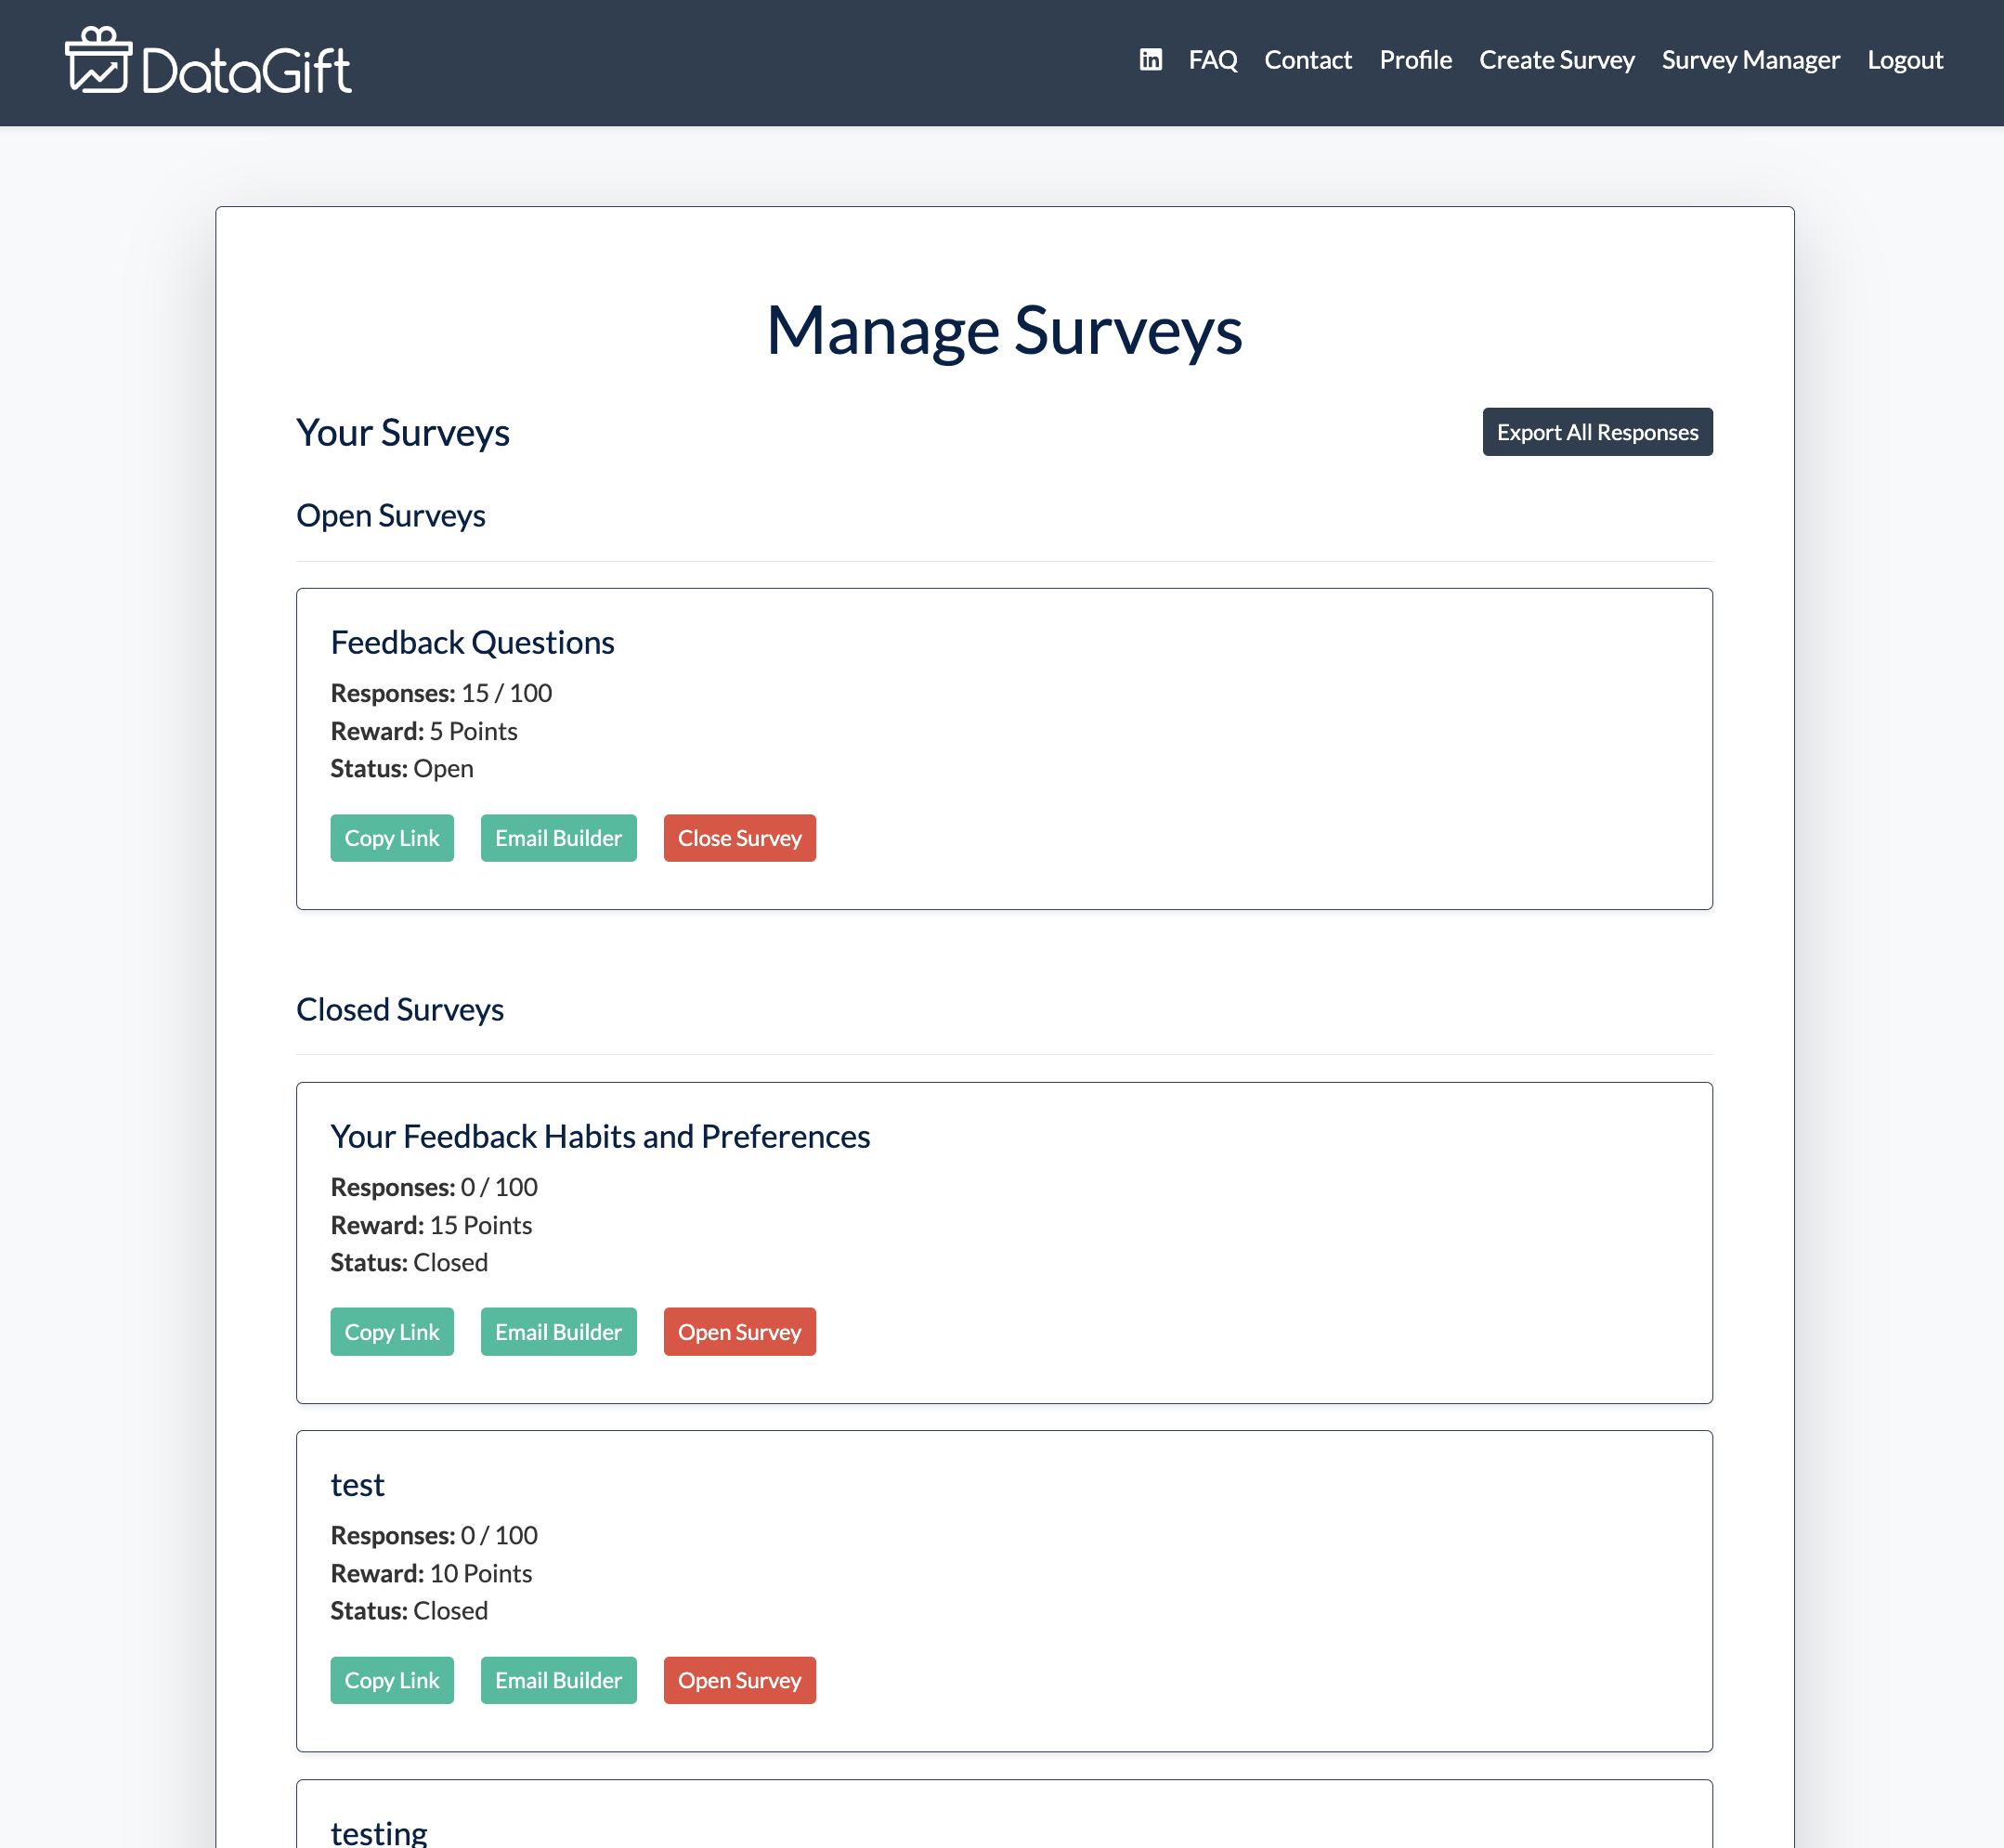 DataGift
FAQ Contact Profile Create Survey Survey Manager Logout
Manage Surveys
Your Surveys
Export All Responses
Open Surveys
Feedback Questions
Responses: 15 / 100
Reward: 5 Points
Status: Open
Copy Link Email Builder Close Survey
Closed Surveys
Your Feedback Habits and Preferences
Responses: 0 / 100
Reward: 15 Points
Status: Closed
Copy Link Email Builder Open Survey
test
Responses: 0 / 100
Reward: 10 Points
Status: Closed
Copy Link Email Builder Open Survey
testing